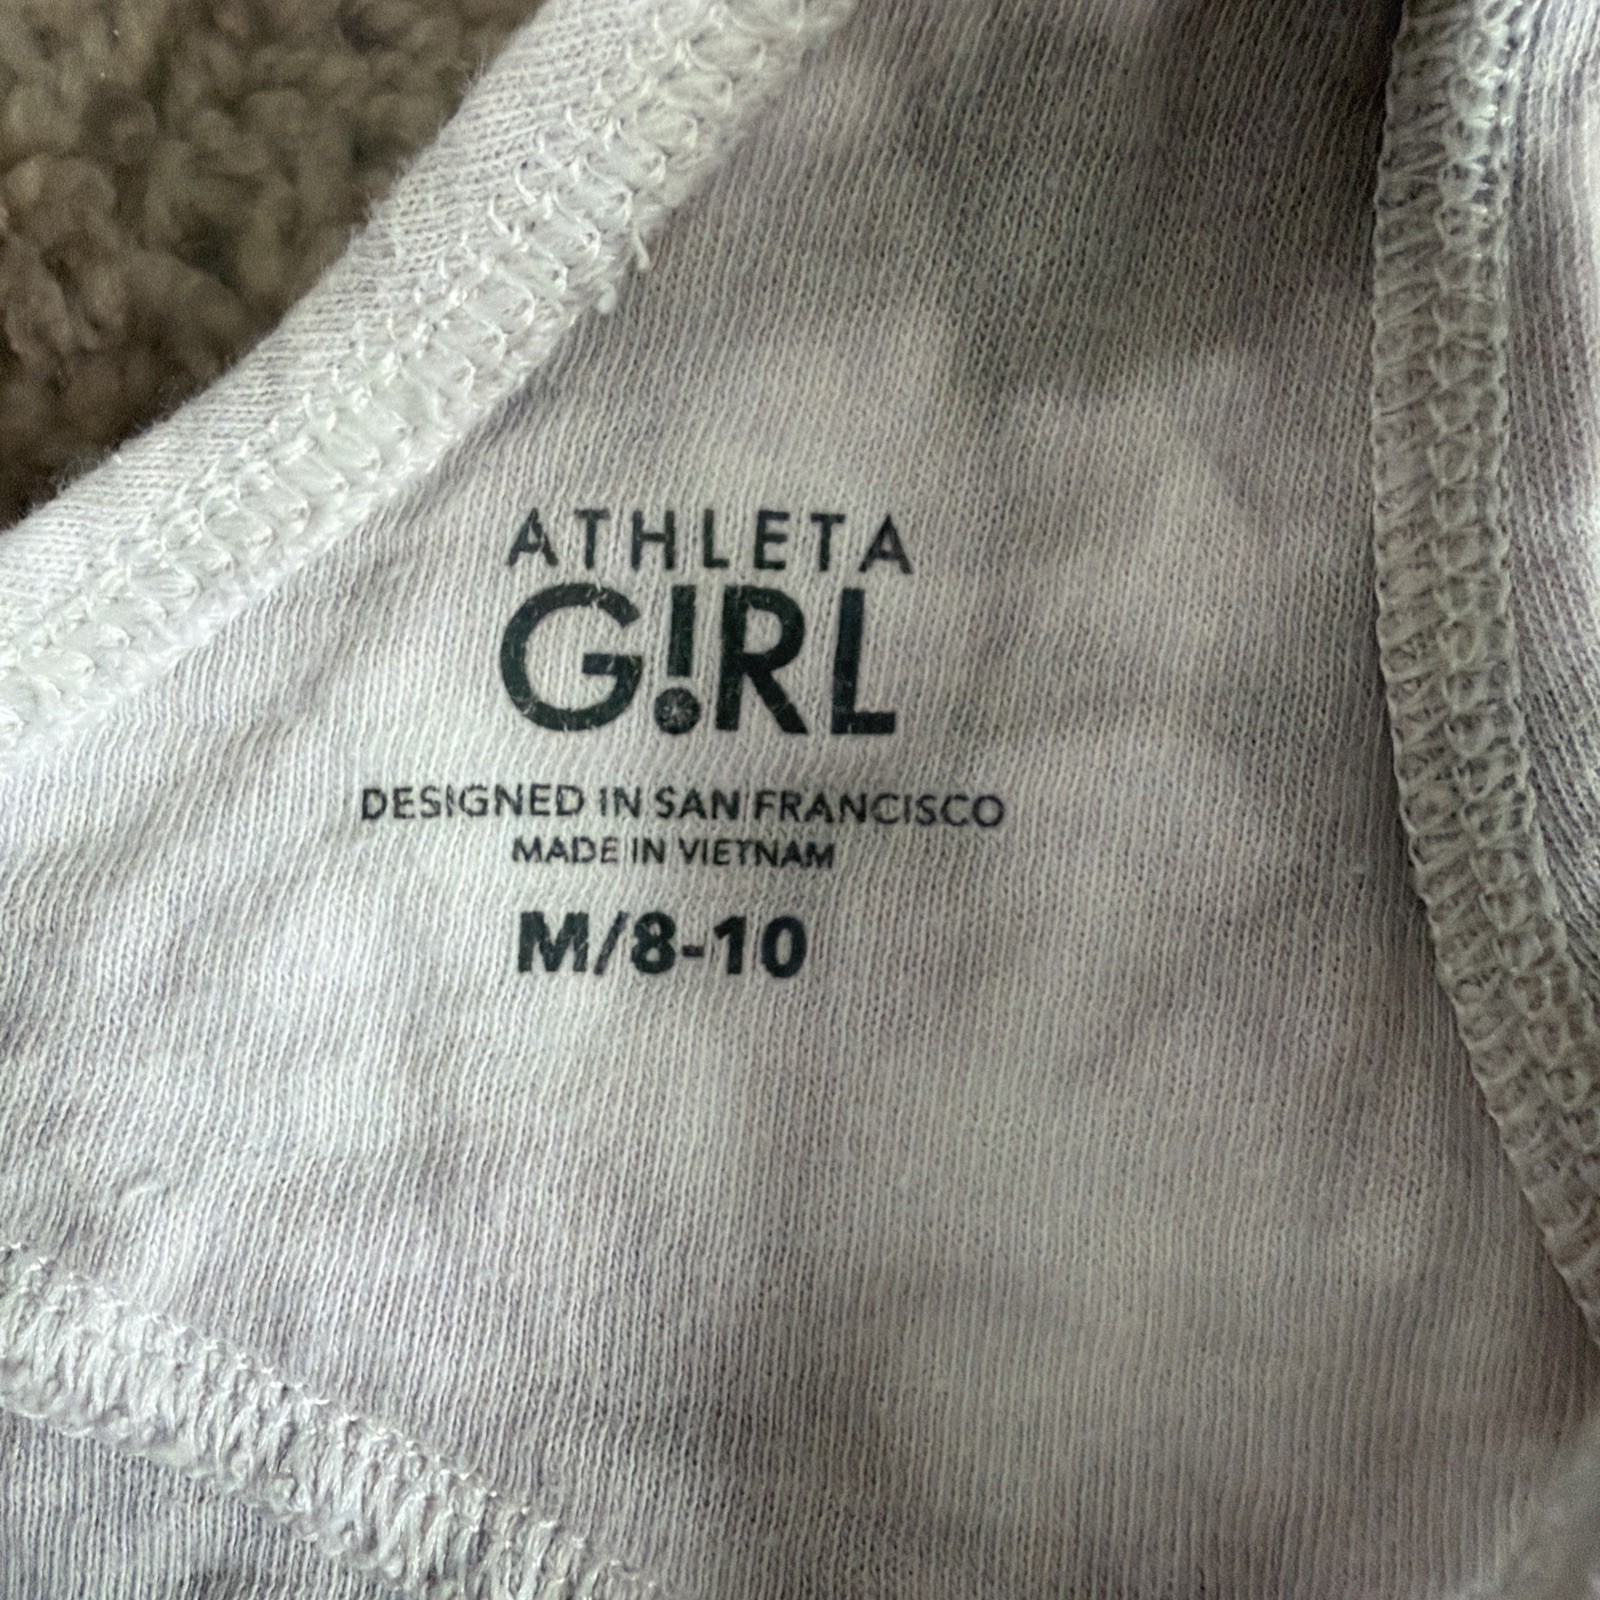 ATHLETA
G!RL
DESIGNED IN SAN FRANCISCO
MADE IN VIETNAM
M/8-10